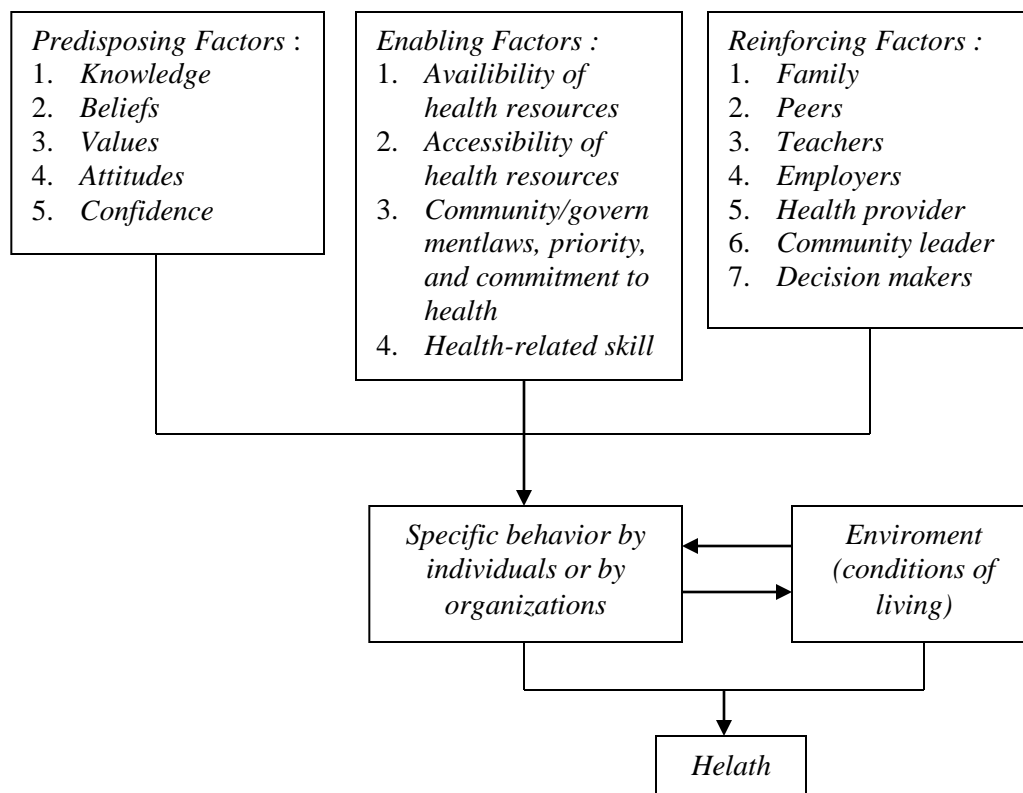 Predisposing Factors :
1. Knowledge
2. Beliefs
3. Values
4. Attitudes
5. Confidence
Enabling Factors :
1. Availibility of
health resources
2. Accessibility of
health resources
3. Community/govern
mentlaws, priority,
and commitment to
health
4. Health-related skill
Reinforcing Factors :
1. Family
2. Peers
3. Teachers
4. Employers
5. Health provider
6. Community leader
7. Decision makers
Specific behavior by
individuals or by
organizations
Enviroment
(conditions of
living)
Helath